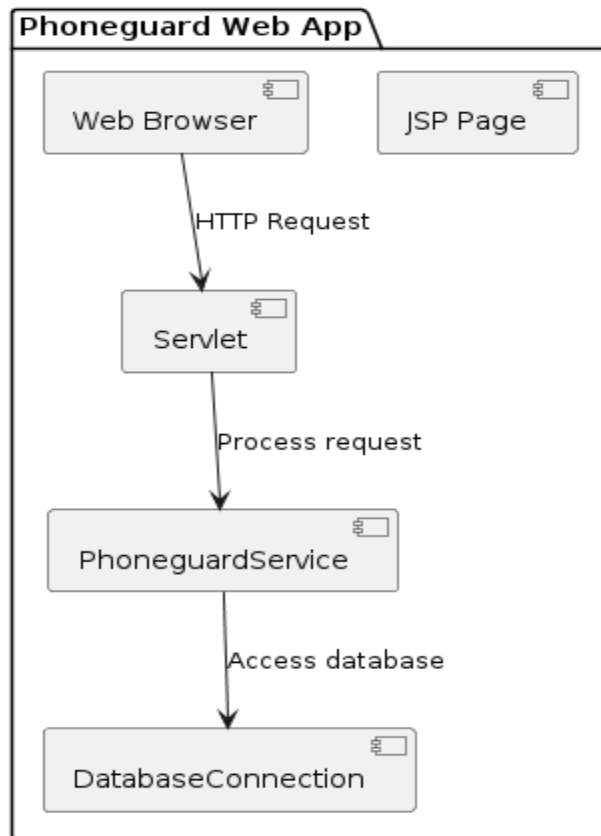 Phoneguard Web App
Web Browser
JSP Page
HTTP Request
Servlet
Process request
PhoneguardService
Access database
DatabaseConnection